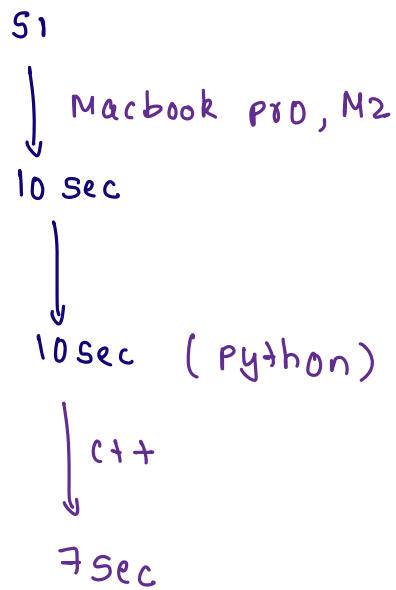 S1
Macbook pro, M2
10 sec
10 sec (python)
c++
7 sec